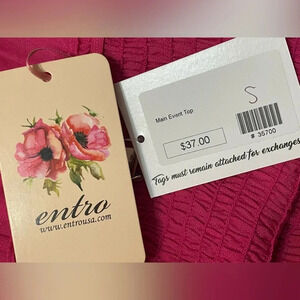 entro
www.entrousa.com
Main Event Top
S
$37.00
# 35700
Tags must remain attached for exchanges